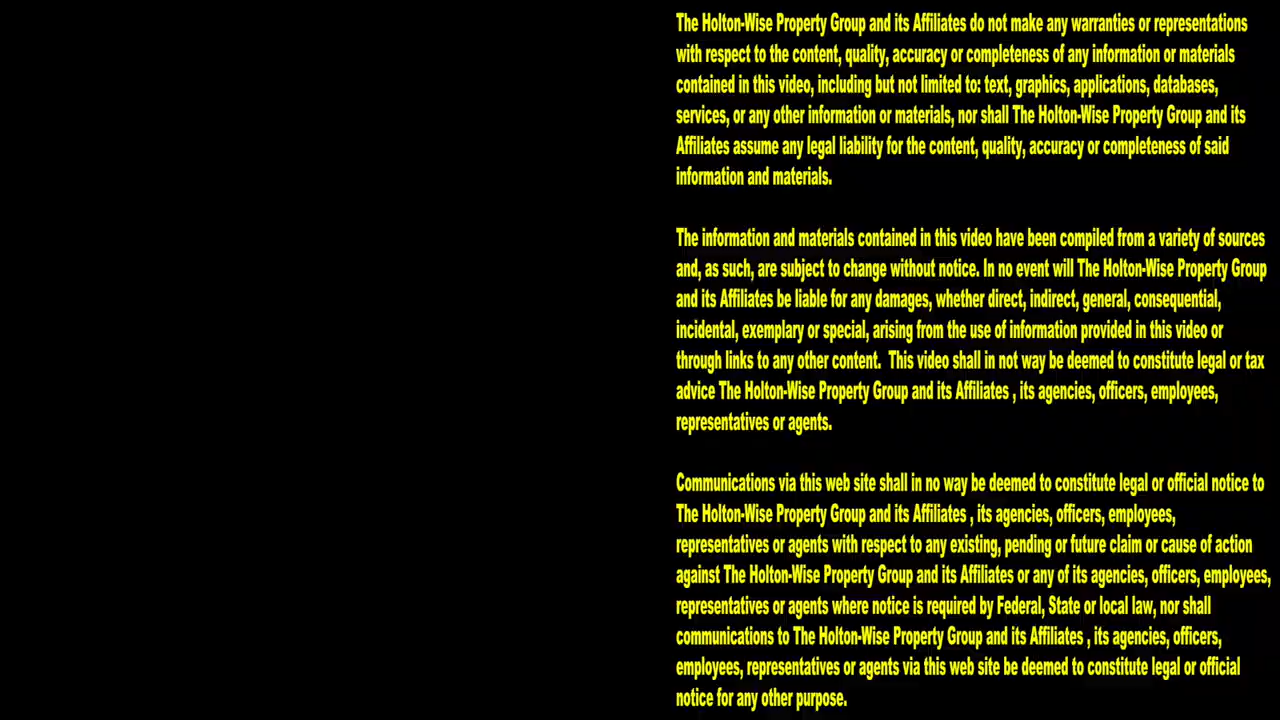 The Holton-Wise Property Group and its Affiliates do not make any warranties or representations
with respect to the content, quality, accuracy or completeness of any information or materials
contained in this video, including but not limited to: text, graphics, applications, databases,
services, or any other information or materials, nor shall The Holton-Wise Property Group and its
Affiliates assume any legal liability for the content, quality, accuracy or completeness of said
information and materials.
The information and materials contained in this video have been compiled from a variety of sources
and, as such, are subject to change without notice. In no event will The Holton-Wise Property Group
and its Affiliates be liable for any damages, whether direct, indirect, general, consequential,
incidental, exemplary or special, arising from the use of information provided in this video or
through links to any other content.  This video shall in not way be deemed to constitute legal or tax
advice The Holton-Wise Property Group and its Affiliates , its agencies, officers, employees,
representatives or agents.
Communications via this web site shall in no way be deemed to constitute legal or official notice to
The Holton-Wise Property Group and its Affiliates , its agencies, officers, employees,
representatives or agents with respect to any existing, pending or future claim or cause of action
against The Holton-Wise Property Group and its Affiliates or any of its agencies, officers, employees,
representatives or agents where notice is required by Federal, State or local law, nor shall
communications to The Holton-Wise Property Group and its Affiliates , its agencies, officers,
employees, representatives or agents via this web site be deemed to constitute legal or official
notice for any other purpose.